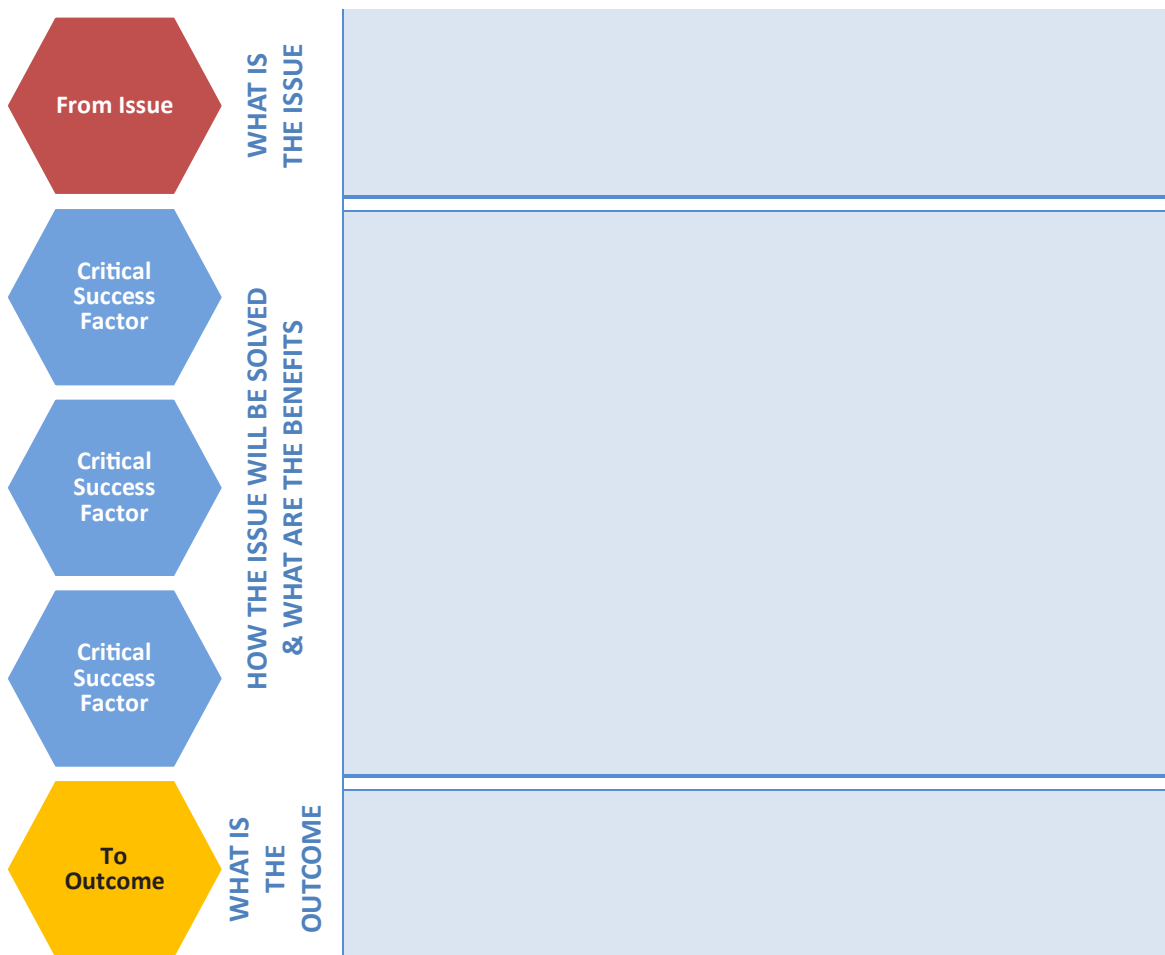 From Issue
WHAT IS
THE ISSUE
Critical
Success
Factor
Critical
Success
Factor
Critical
Success
Factor
HOW THE ISSUE WILL BE SOLVED
& WHAT ARE THE BENEFITS
To
Outcome
WHAT IS
THE
OUTCOME